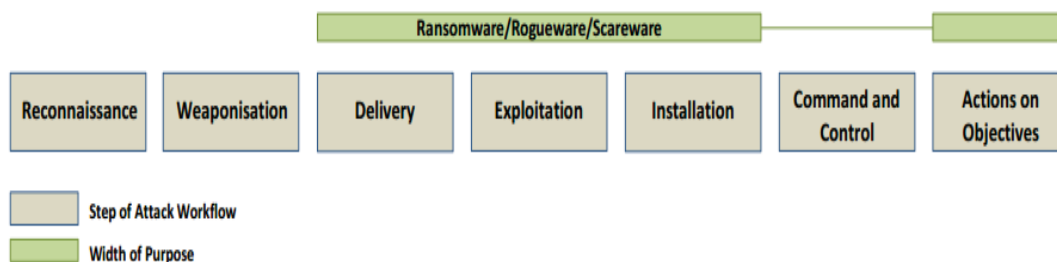 Ransomware/Rogueware/Scareware
Reconnaissance
Weaponisation
Delivery
Exploitation
Installation
Command and
Control
Actions on
Objectives
Step of Attack Workflow
Width of Purpose